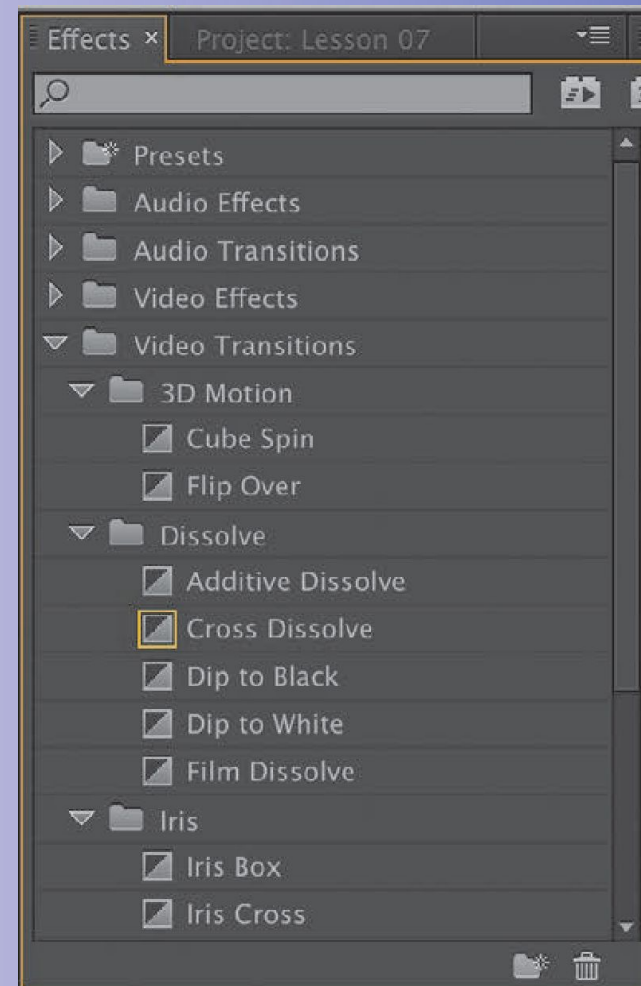 Effects × Project: Lesson 07
Presets
Audio Effects
Audio Transitions
Video Effects
Video Transitions
3D Motion
Cube Spin
Flip Over
Dissolve
Additive Dissolve
Cross Dissolve
Dip to Black
Dip to White
Film Dissolve
Iris
Iris Box
Iris Cross